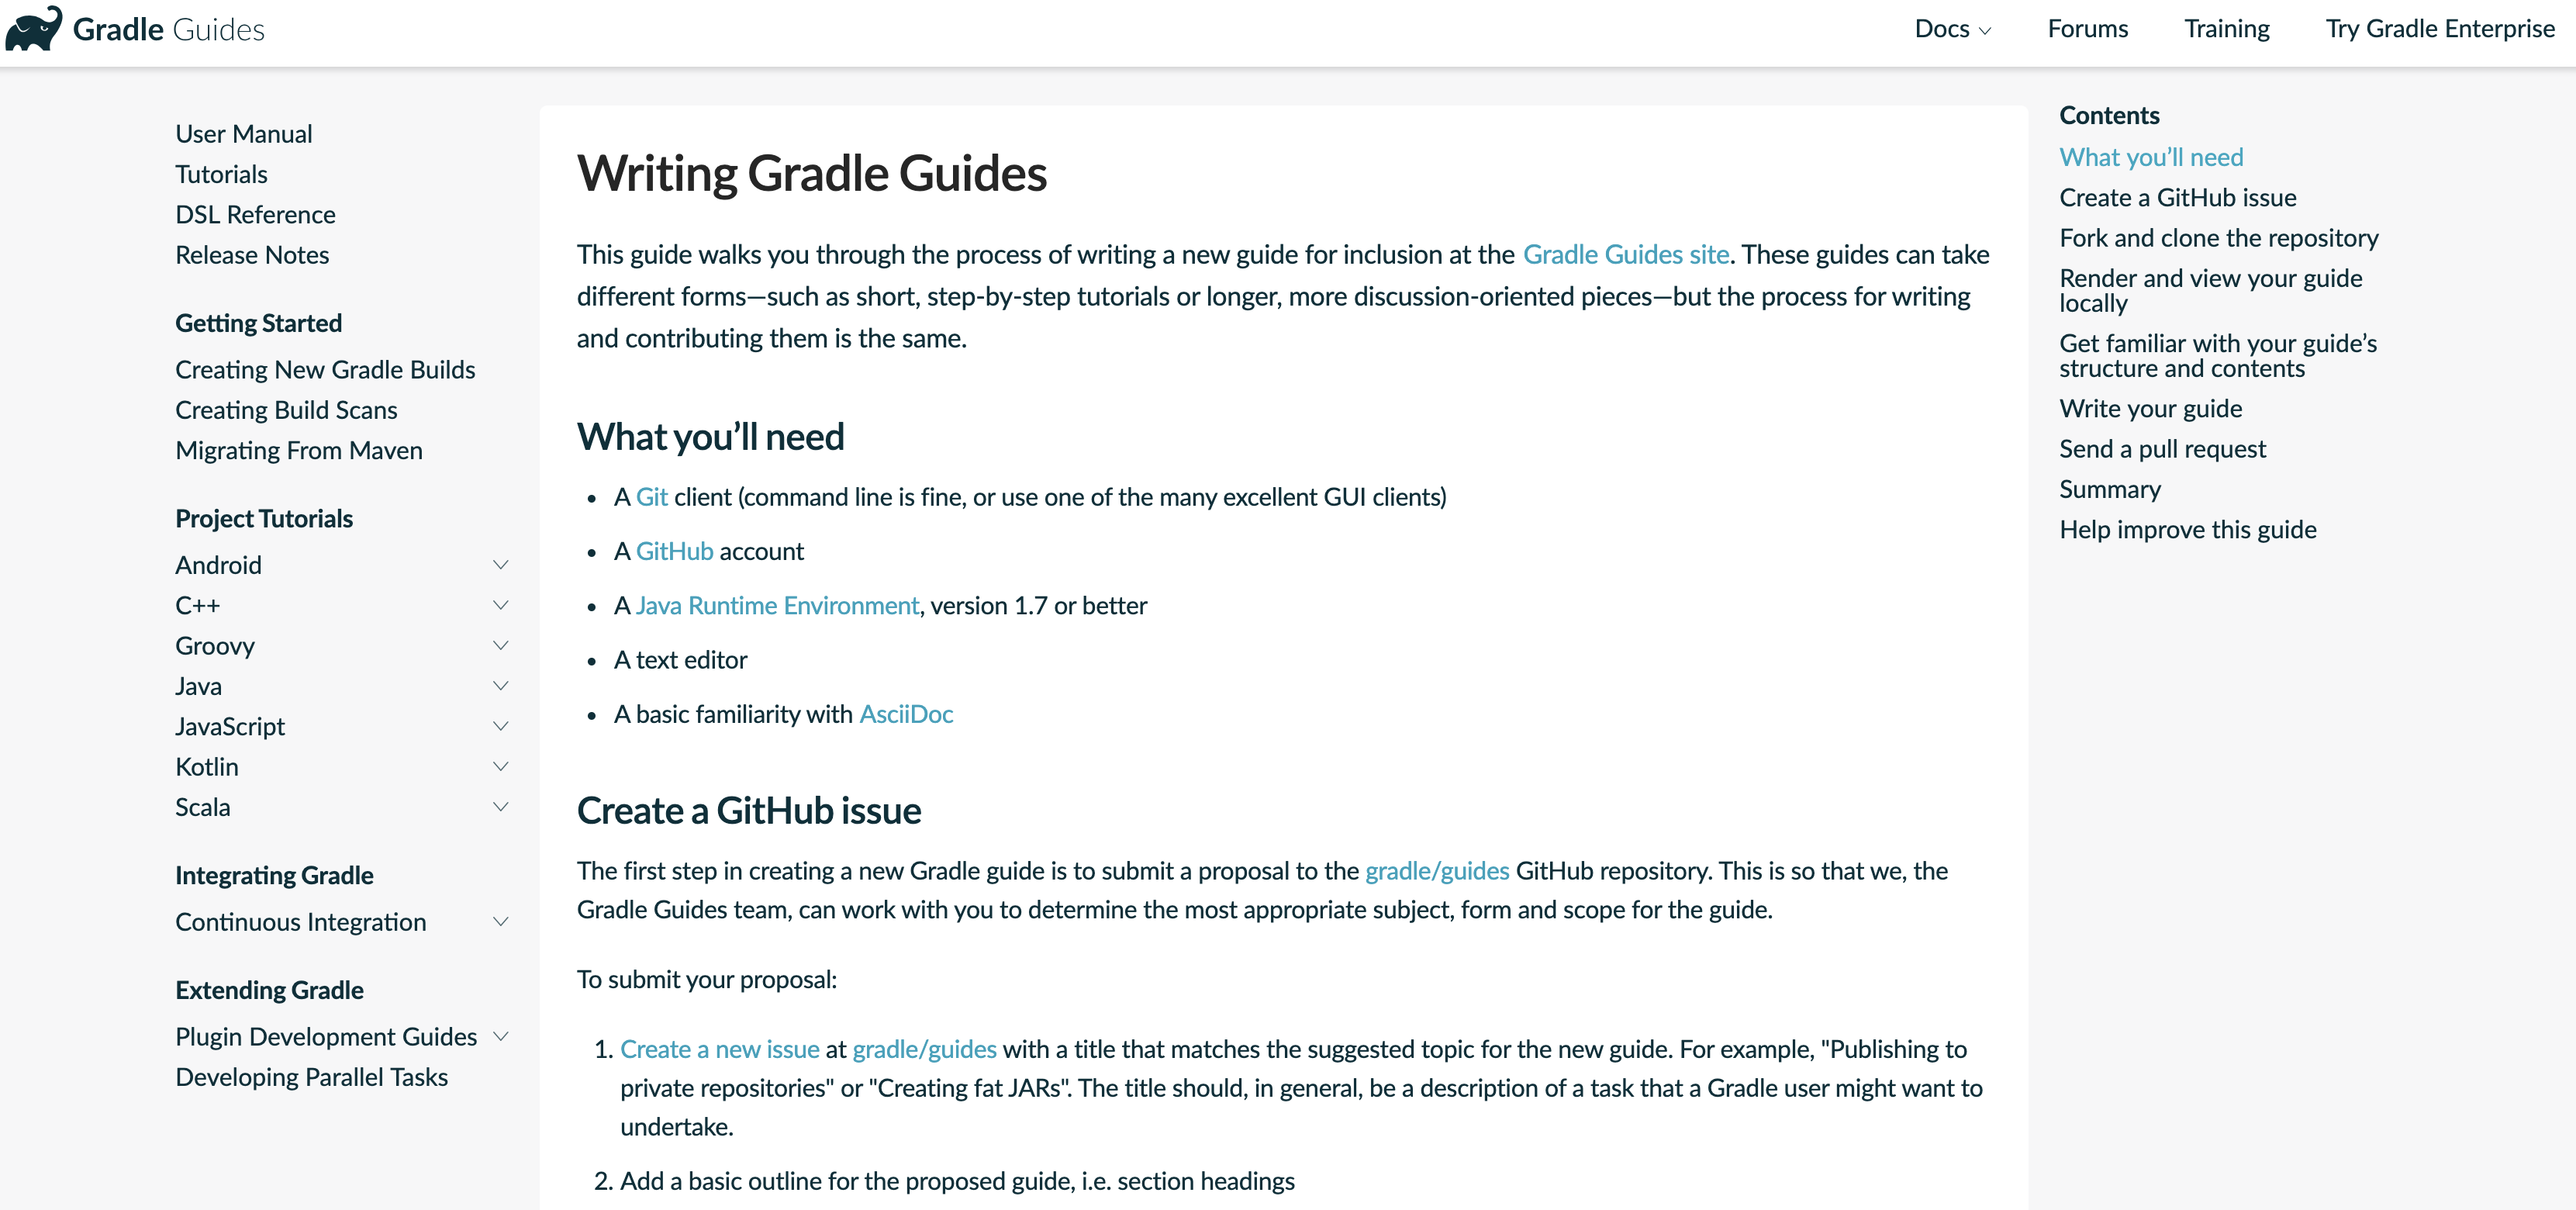 Gradle Guides
Docs
Forums
Training
Try Gradle Enterprise
User Manual
Tutorials
DSL Reference
Release Notes
Getting Started
Creating New Gradle Builds
Creating Build Scans
Migrating From Maven
Project Tutorials
Android
C++
Groovy
Java
JavaScript
Kotlin
Scala
Integrating Gradle
Continuous Integration
Extending Gradle
Plugin Development Guides
Developing Parallel Tasks
Writing Gradle Guides
This guide walks you through the process of writing a new guide for inclusion at the Gradle Guides site. These guides can take
different forms—such as short, step-by-step tutorials or longer, more discussion-oriented pieces—but the process for writing
and contributing them is the same.
What you’ll need
• A Git client (command line is fine, or use one of the many excellent GUI clients)
• A GitHub account
• A Java Runtime Environment, version 1.7 or better
• A text editor
• A basic familiarity with AsciiDoc
Create a GitHub issue
The first step in creating a new Gradle guide is to submit a proposal to the gradle/guides GitHub repository. This is so that we, the
Gradle Guides team, can work with you to determine the most appropriate subject, form and scope for the guide.
To submit your proposal:
1. Create a new issue at gradle/guides with a title that matches the suggested topic for the new guide. For example, "Publishing to
private repositories" or "Creating fat JARs". The title should, in general, be a description of a task that a Gradle user might want to
undertake.
2. Add a basic outline for the proposed guide, i.e. section headings
Contents
What you’ll need
Create a GitHub issue
Fork and clone the repository
Render and view your guide
locally
Get familiar with your guide’s
structure and contents
Write your guide
Send a pull request
Summary
Help improve this guide